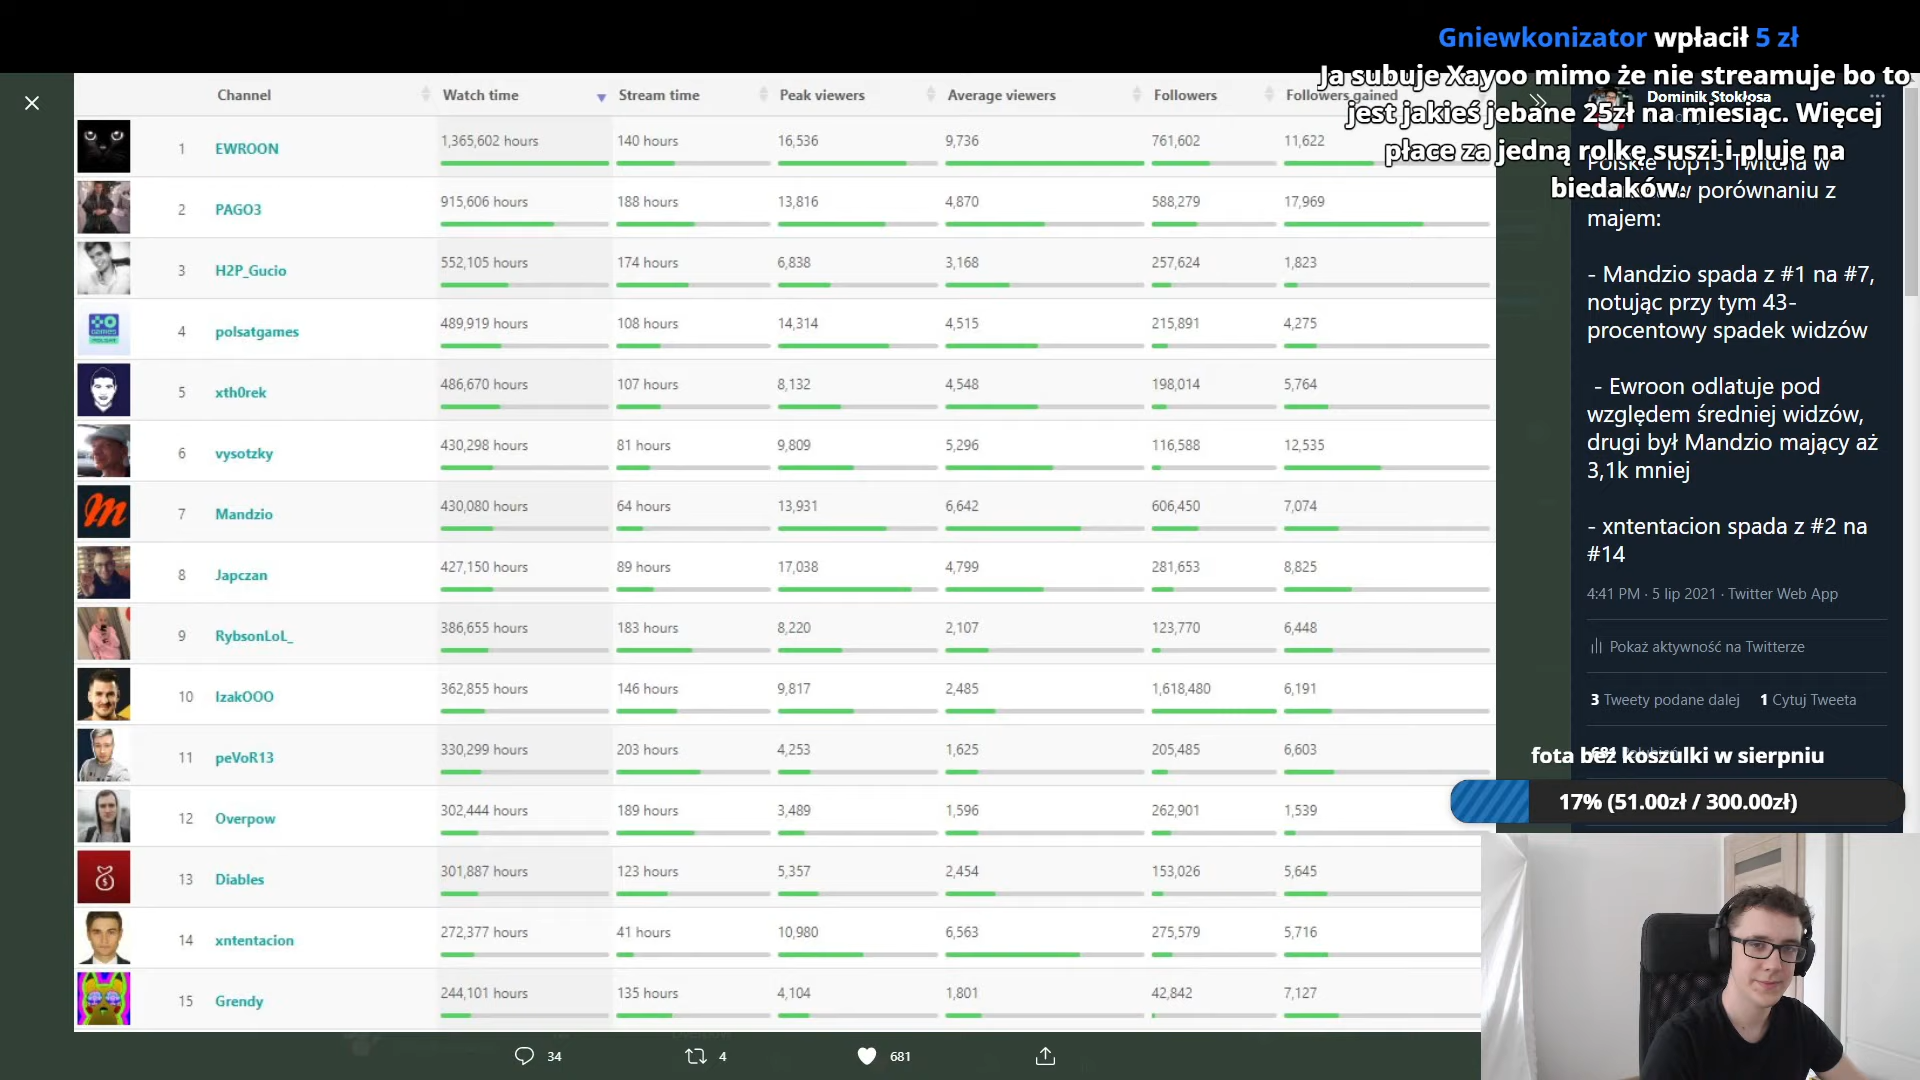 Gniewkonizator wpłacił 5 zł
Ja subuje Xayoo mimo że nie streamuje bo to
jest jakieś jebane 25zł na miesiąc. Więcej
płace za jedną rolkę suszi i pluje na
biedaków.
Channel Watch time Stream time Peak viewers Average viewers Followers Followers gained
1 EWROON 1,365,602 hours 140 hours 16,536 9,736 761,602 11,622
2 PAGO3 915,606 hours 188 hours 13,816 4,870 588,279 17,969
3 H2P_Gucio 552,105 hours 174 hours 6,838 3,168 257,624 1,823
4 polsatgames 489,919 hours 108 hours 14,314 4,515 215,891 4,275
5 xth0rek 486,670 hours 107 hours 8,132 4,548 198,014 5,764
6 vysotzky 430,298 hours 81 hours 9,809 5,296 116,588 12,535
7 Mandzio 430,080 hours 64 hours 13,931 6,642 606,450 7,074
8 Japczan 427,150 hours 89 hours 17,038 4,799 281,653 8,825
9 RybsonLoL_ 386,655 hours 183 hours 8,220 2,107 123,770 6,448
10 IzakOOO 362,855 hours 146 hours 9,817 2,485 1,618,480 6,191
11 peVoR13 330,299 hours 203 hours 4,253 1,625 205,485 6,603
12 Overpow 302,444 hours 189 hours 3,489 1,596 262,901 1,539
13 Diables 301,887 hours 123 hours 5,357 2,454 153,026 5,645
14 xntentacion 272,377 hours 41 hours 10,980 6,563 275,579 5,716
15 Grendy 244,101 hours 135 hours 4,104 1,801 42,842 7,127
34 4 681
Dominik Stokłosa
Polskie Top15 Twitcha w
w porównaniu z
majem:
- Mandzio spada z #1 na #7,
notując przy tym 43-
procentowy spadek widzów
- Ewroon odlatuje pod
względem średniej widzów,
drugi był Mandzio mający aż
3,1k mniej
- xntentacion spada z #2 na
#14
4:41 PM · 5 lip 2021 · Twitter Web App
Pokaż aktywność na Twitterze
3 Tweety podane dalej 1 Cytuj Tweeta
681
fota bez koszulki w sierpniu
17% (51.00zł / 300.00zł)